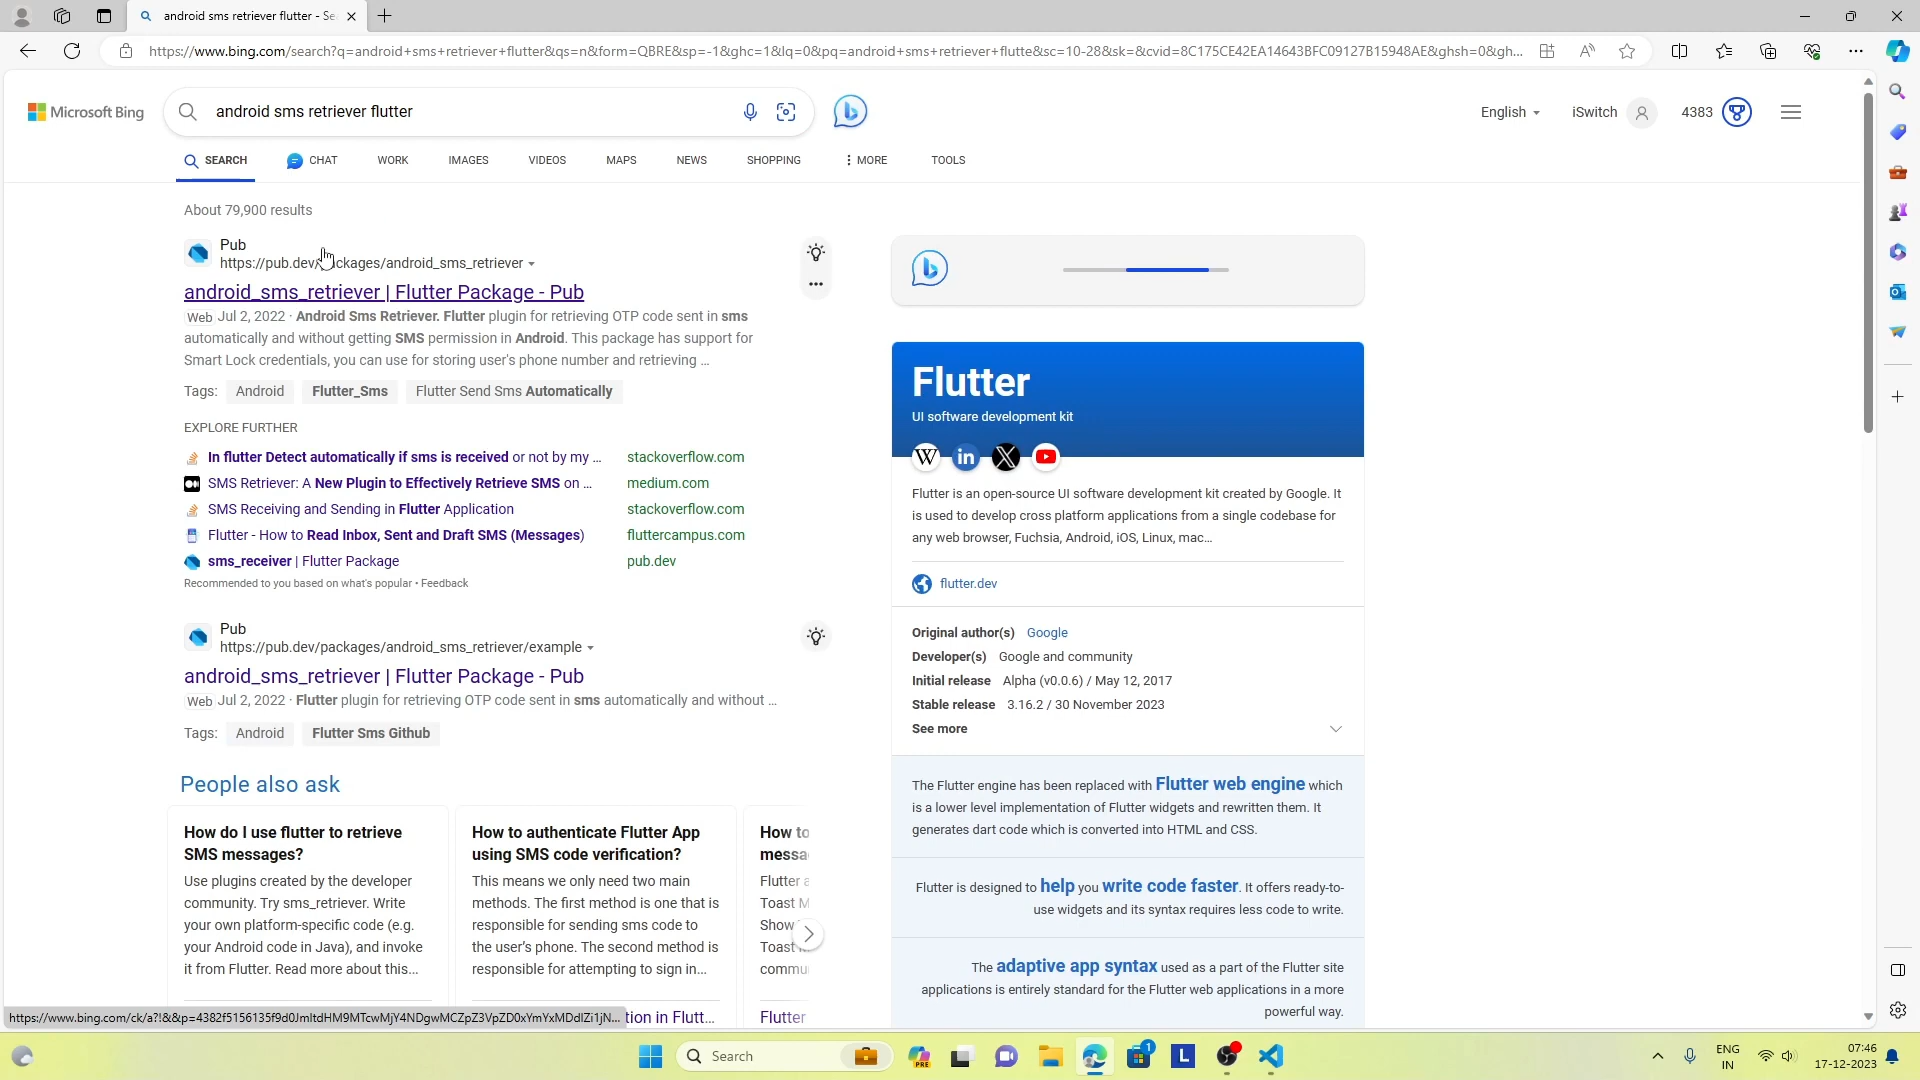 android sms retriever flutter - Se
https://www.bing.com/search?q=android+sms+retriever+flutter&qs=n&form=QBRE&sp=-1&ghc=1&lq=0&pq=android+sms+retriever+flutte&sc=10-28&sk=&cvid=8C175CE42EA14643BFC09127B15948AE&ghsh=0&gh...
Microsoft Bing
android sms retriever flutter
English
iSwitch
4383
SEARCH
CHAT
WORK
IMAGES
VIDEOS
MAPS
NEWS
SHOPPING
MORE
TOOLS
About 79,900 results
Pub
https://pub.dev/packages/android_sms_retriever
android_sms_retriever | Flutter Package - Pub
Web Jul 2, 2022 · Android Sms Retriever. Flutter plugin for retrieving OTP code sent in sms
automatically and without getting SMS permission in Android. This package has support for
Smart Lock credentials, you can use for storing user's phone number and retrieving ...
Tags: Android Flutter_Sms Flutter Send Sms Automatically
EXPLORE FURTHER
In flutter Detect automatically if sms is received or not by my ... stackoverflow.com
SMS Retriever: A New Plugin to Effectively Retrieve SMS on ... medium.com
SMS Receiving and Sending in Flutter Application stackoverflow.com
Flutter - How to Read Inbox, Sent and Draft SMS (Messages) fluttercampus.com
sms_receiver | Flutter Package pub.dev
Recommended to you based on what's popular • Feedback
Pub
https://pub.dev/packages/android_sms_retriever/example
android_sms_retriever | Flutter Package - Pub
Web Jul 2, 2022 · Flutter plugin for retrieving OTP code sent in sms automatically and without ...
Tags: Android Flutter Sms Github
People also ask
How do I use flutter to retrieve
SMS messages?
Use plugins created by the developer
community. Try sms_retriever. Write
your own platform-specific code (e.g.
your Android code in Java), and invoke
it from Flutter. Read more about this...
How to authenticate Flutter App
using SMS code verification?
This means we only need two main
methods. The first method is one that is
responsible for sending sms code to
the user's phone. The second method is
responsible for attempting to sign in...
tion in Flutt...
How to
messa
Flutter a
Toast M
Show
Toast
commu
Flutter
Flutter
UI software development kit
Flutter is an open-source UI software development kit created by Google. It
is used to develop cross platform applications from a single codebase for
any web browser, Fuchsia, Android, iOS, Linux, mac...
flutter.dev
Original author(s) Google
Developer(s) Google and community
Initial release Alpha (v0.0.6) / May 12, 2017
Stable release 3.16.2 / 30 November 2023
See more
The Flutter engine has been replaced with Flutter web engine which
is a lower level implementation of Flutter widgets and rewritten them. It
generates dart code which is converted into HTML and CSS.
Flutter is designed to help you write code faster. It offers ready-to-
use widgets and its syntax requires less code to write.
The adaptive app syntax used as a part of the Flutter site
applications is entirely standard for the Flutter web applications in a more
powerful way.
Search
PRE
1
ENG
IN
07:46
17-12-2023